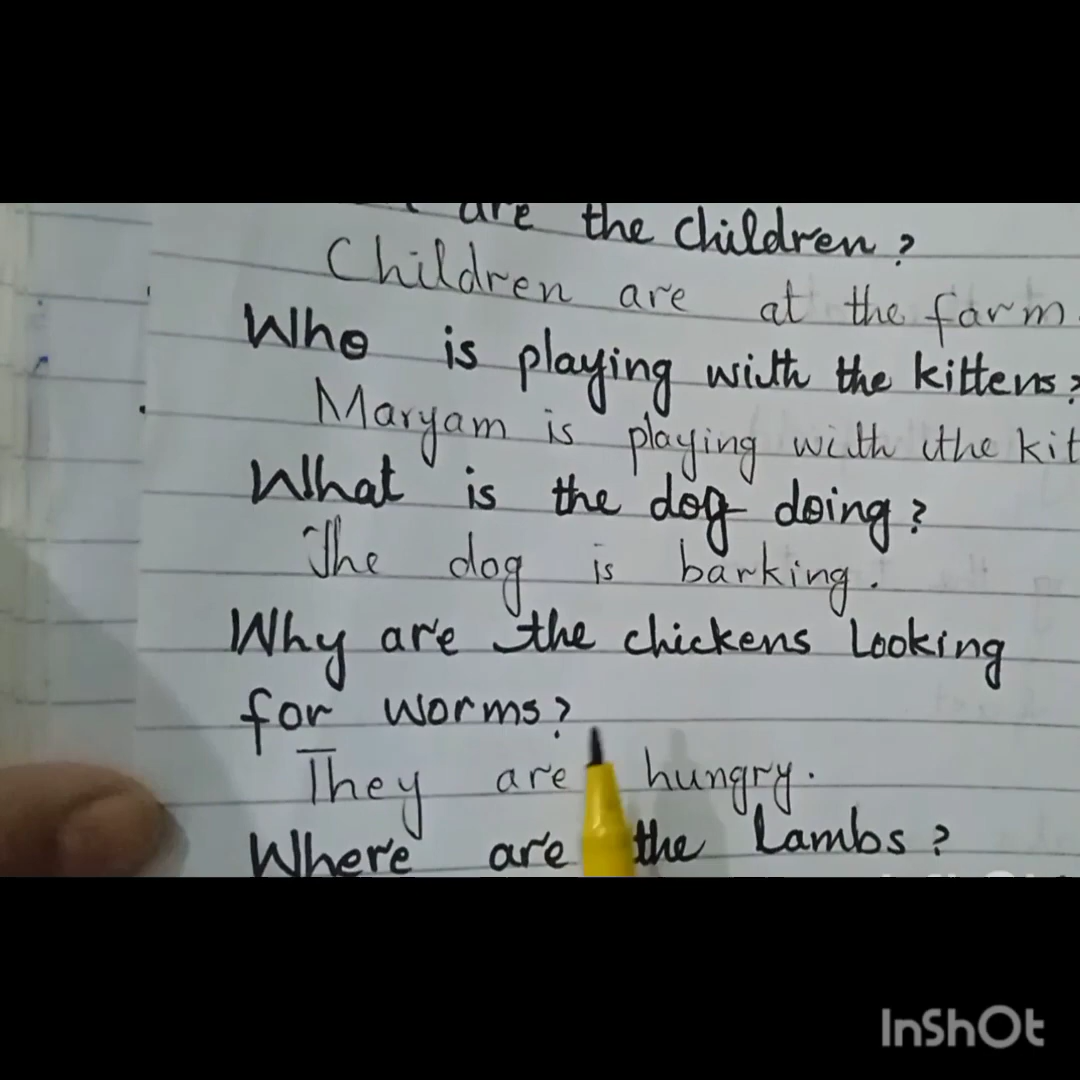 are the children?
Children are at the farm.
Who is playing with the kittens?
Maryam is playing with the kit
What is the dog doing?
The dog is barking.
Why are the chickens looking
for worms?
They are hungry.
Where are the lambs?
InShOt